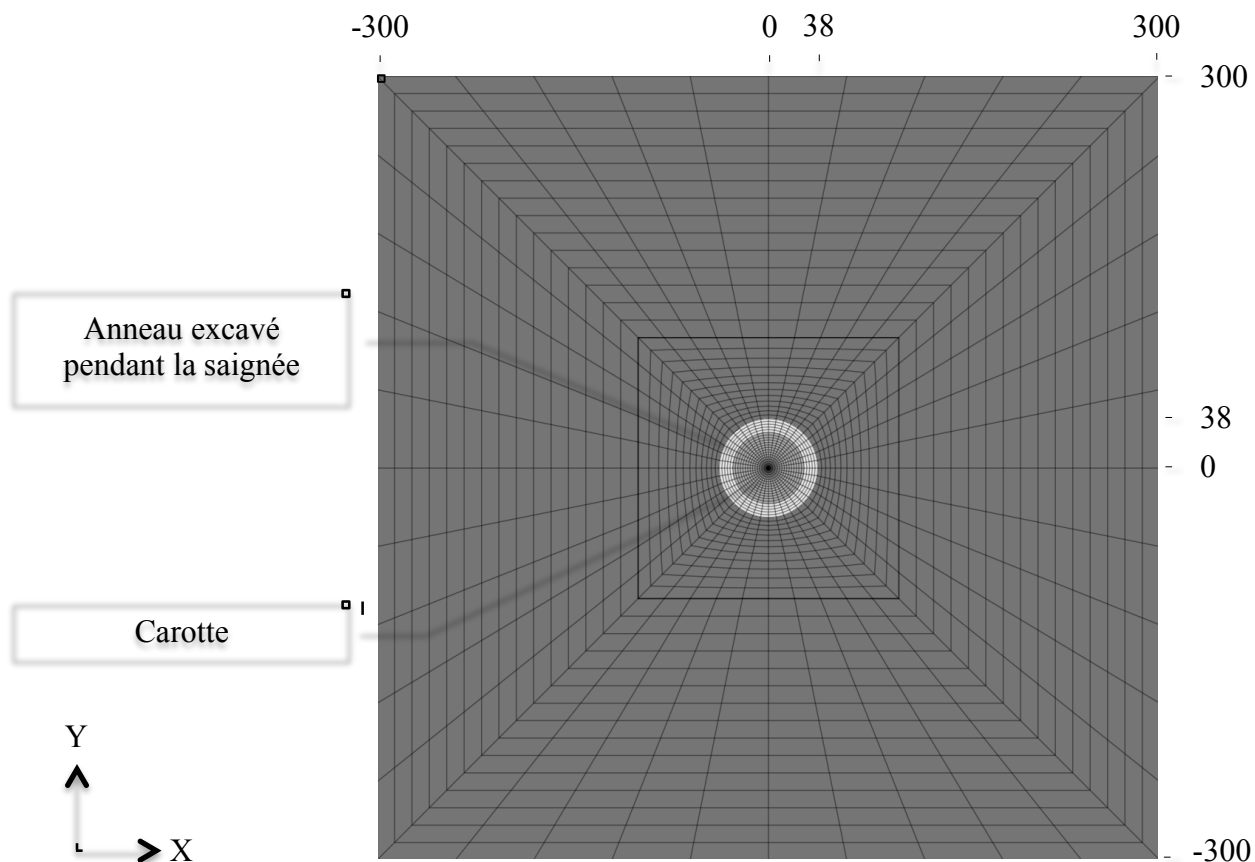 -300 0 38 300
300
Anneau excavé
pendant la saignée
38
0
Carotte
Y
X
-300